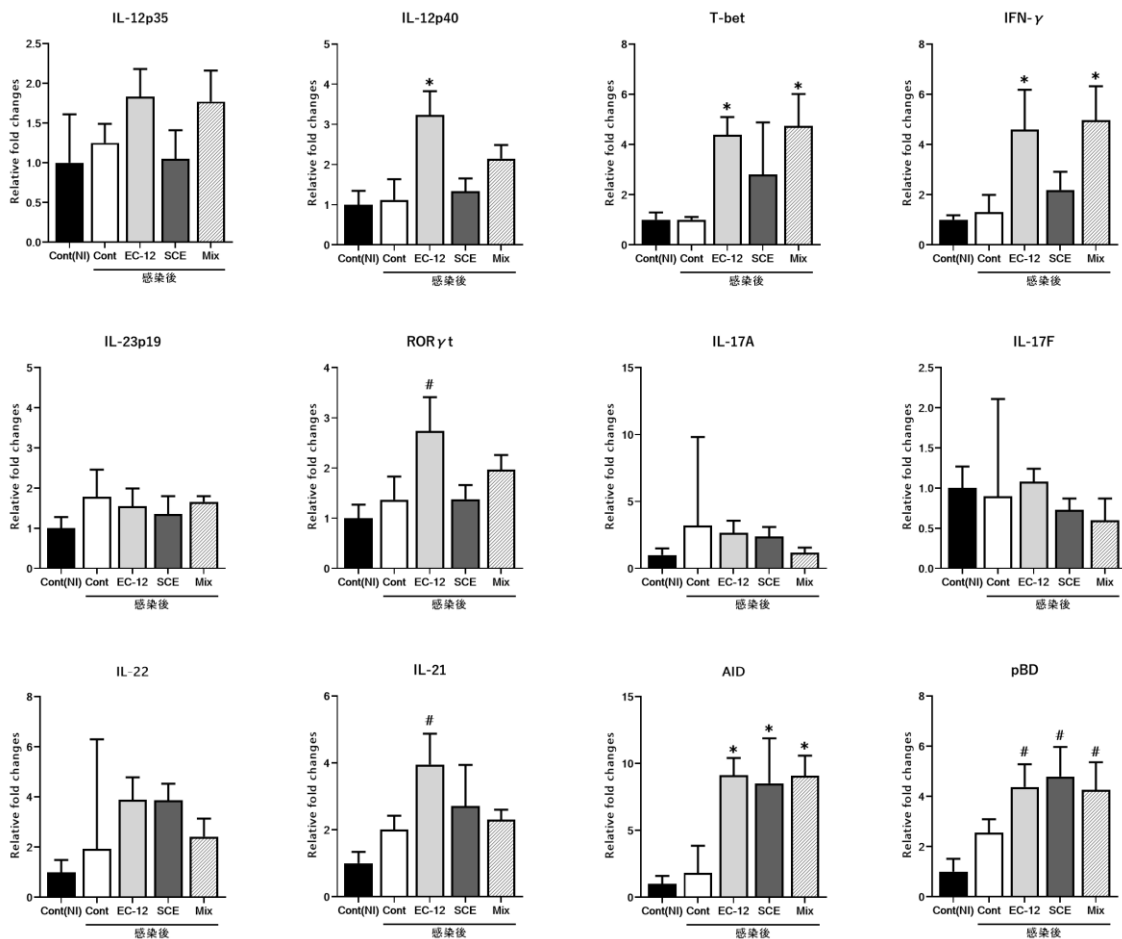 IL-12p35
Relative fold changes
2.5
2.0
1.5
1.0
0.5
0.0
Cont(NI) Cont EC-12 SCE Mix
感染後
IL-12p40
Relative fold changes
5
4
3
2
1
0
*
Cont(NI) Cont EC-12 SCE Mix
感染後
T-bet
Relative fold changes
8
6
4
2
0
* *
Cont(NI) Cont EC-12 SCE Mix
感染後
IFN-γ
Relative fold changes
8
6
4
2
0
* *
Cont(NI) Cont EC-12 SCE Mix
感染後
IL-23p19
Relative fold changes
5
4
3
2
1
0
Cont(NI) Cont EC-12 SCE Mix
感染後
RORγt
Relative fold changes
4
3
2
1
0
#
Cont(NI) Cont EC-12 SCE Mix
感染後
IL-17A
Relative fold changes
15
10
5
0
Cont(NI) Cont EC-12 SCE Mix
感染後
IL-17F
Relative fold changes
2.5
2.0
1.5
1.0
0.5
0.0
Cont(NI) Cont EC-12 SCE Mix
感染後
IL-22
Relative fold changes
8
6
4
2
0
Cont(NI) Cont EC-12 SCE Mix
感染後
IL-21
Relative fold changes
6
4
2
0
#
Cont(NI) Cont EC-12 SCE Mix
感染後
AID
Relative fold changes
15
10
5
0
* * *
Cont(NI) Cont EC-12 SCE Mix
感染後
pBD
Relative fold changes
8
6
4
2
0
# # #
Cont(NI) Cont EC-12 SCE Mix
感染後